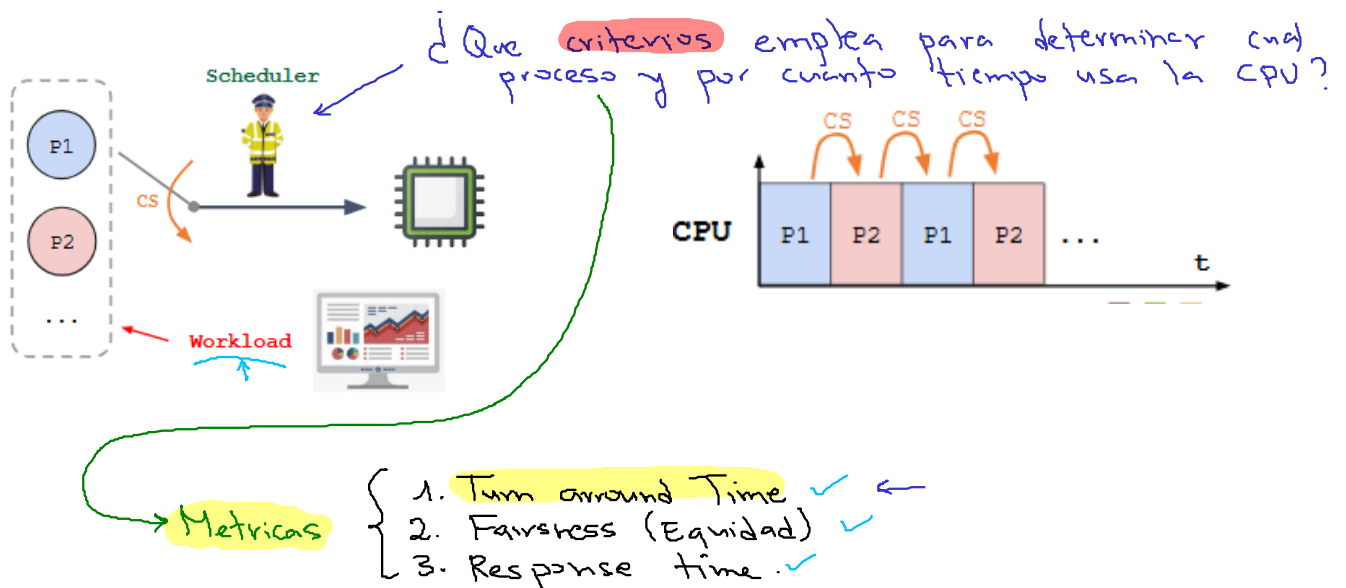 ¿Que criterios emplea para determinar cual
proceso y por cuanto tiempo usa la CPU?
Scheduler
P1
CS
P2
...
Workload
CS CS CS
CPU P1 P2 P1 P2 ...
t
Metricas
1. Turn arround Time
2. Fairsness (Equidad)
3. Response time.